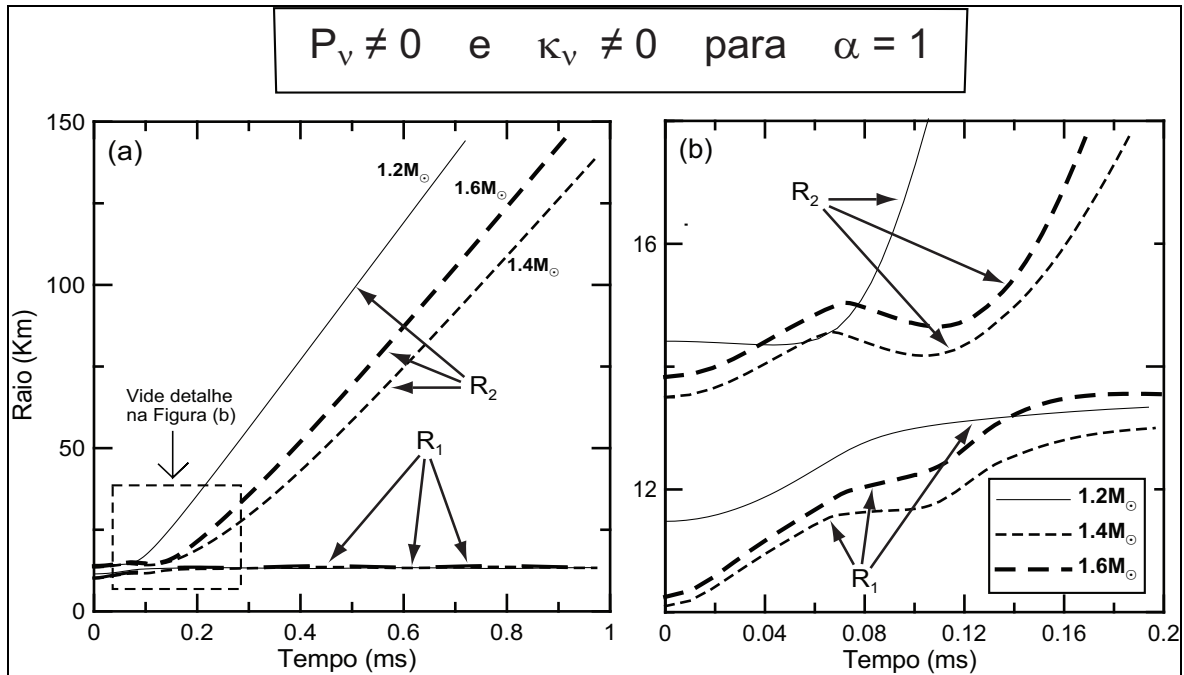 Pν ≠ 0 e κν ≠ 0 para α = 1
(a)
150
100
50
0
Raio (Km)
0 0.2 0.4 0.6 0.8 1
Tempo (ms)
1.2M☉
1.6M☉
1.4M☉
R2
R1
Vide detalhe
na Figura (b)
(b)
16
12
0 0.04 0.08 0.12 0.16 0.2
Tempo (ms)
R2
R1
1.2M☉
1.4M☉
1.6M☉